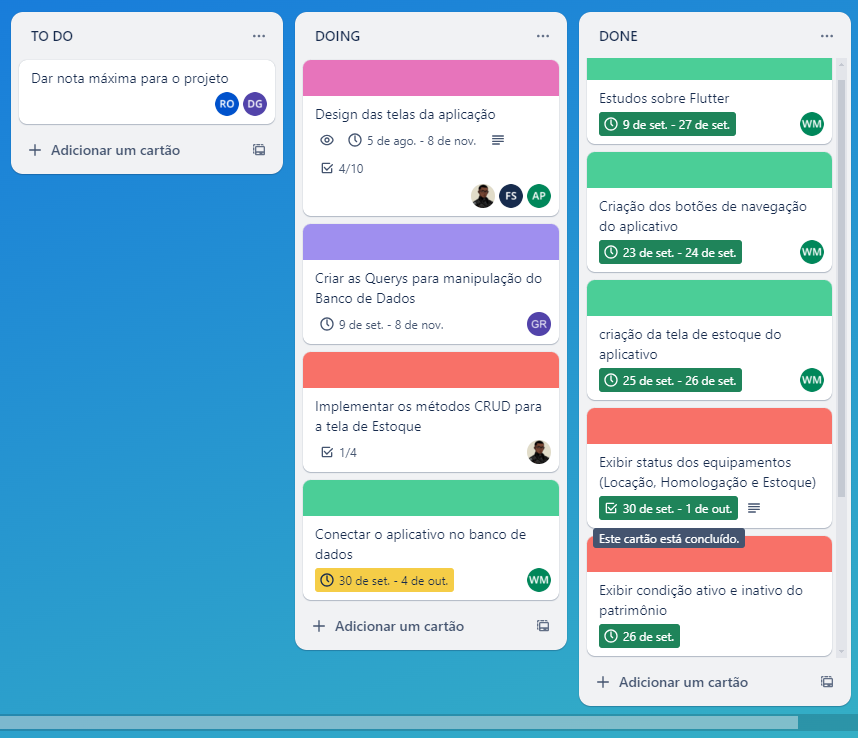 TO DO
Dar nota máxima para o projeto
RO DG
Adicionar um cartão
DOING
Design das telas da aplicação
5 de ago. - 8 de nov.
4/10
FS AP
Criar as Querys para manipulação do
Banco de Dados
9 de set. - 8 de nov.
GR
Implementar os métodos CRUD para
a tela de Estoque
1/4
Conectar o aplicativo no banco de
dados
30 de set. - 4 de out.
WM
Adicionar um cartão
DONE
Estudos sobre Flutter
9 de set. - 27 de set.
WM
Criação dos botões de navegação
do aplicativo
23 de set. - 24 de set.
WM
criação da tela de estoque do
aplicativo
25 de set. - 26 de set.
WM
Exibir status dos equipamentos
(Locação, Homologação e Estoque)
30 de set. - 1 de out.
Este cartão está concluído.
Exibir condição ativo e inativo do
patrimônio
26 de set.
Adicionar um cartão